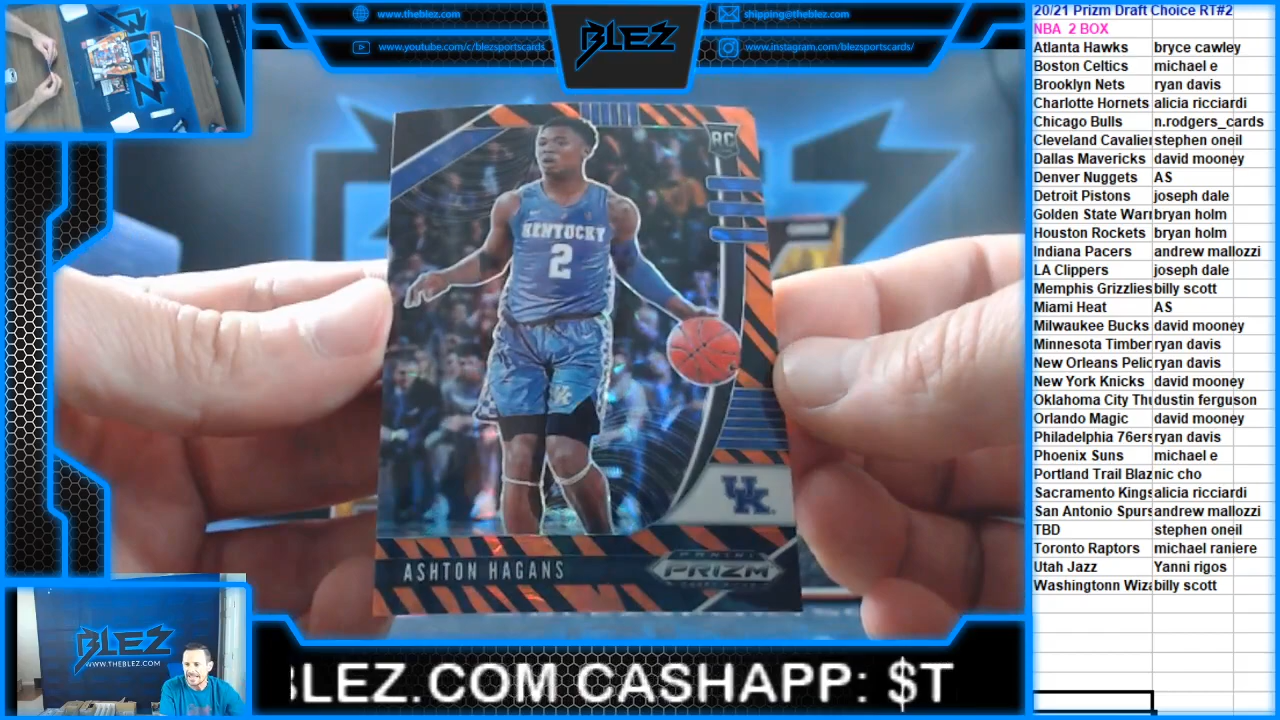 www.theblez.com
www.youtube.com/c/blezsportscards
BLEZ
shipping@theblez.com
www.instagram.com/blezsportscards/
RC
KENTUCKY
2
UK
UK
ASHTON HAGANS
PANINI
PRIZM
BLEZ
WWW.THEBLEZ.COM
BLEZ.COM CASHAPP: $T
20/21 Prizm Draft Choice RT#2
NBA 2 BOX
Atlanta Hawks bryce cawley
Boston Celtics michael e
Brooklyn Nets ryan davis
Charlotte Hornets alicia ricciardi
Chicago Bulls n.rodgers_cards
Cleveland Cavalier stephen oneil
Dallas Mavericks david mooney
Denver Nuggets AS
Detroit Pistons joseph dale
Golden State Warr bryan holm
Houston Rockets bryan holm
Indiana Pacers andrew mallozzi
LA Clippers joseph dale
Memphis Grizzlies billy scott
Miami Heat AS
Milwaukee Bucks david mooney
Minnesota Timber ryan davis
New Orleans Pelic ryan davis
New York Knicks david mooney
Oklahoma City Thu dustin ferguson
Orlando Magic david mooney
Philadelphia 76ers ryan davis
Phoenix Suns michael e
Portland Trail Blaz nic cho
Sacramento Kings alicia ricciardi
San Antonio Spurs andrew mallozzi
TBD stephen oneil
Toronto Raptors michael raniere
Utah Jazz Yanni rigos
Washingtonn Wiza billy scott